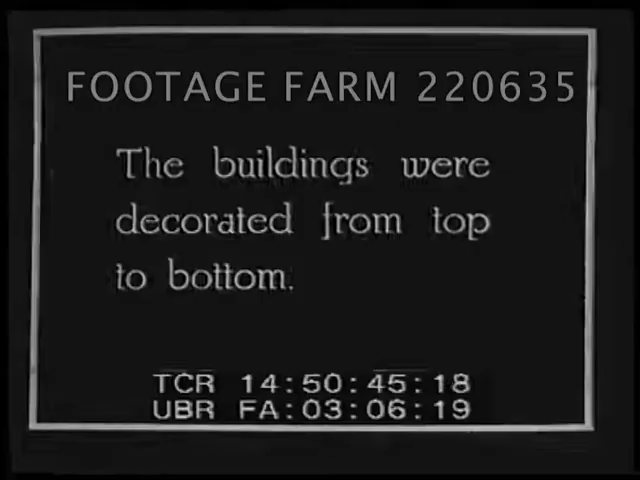 FOOTAGE FARM 220635
The buildings were
decorated from top
to bottom.
TCR 14:50:45:18
UBR FA:03:06:19